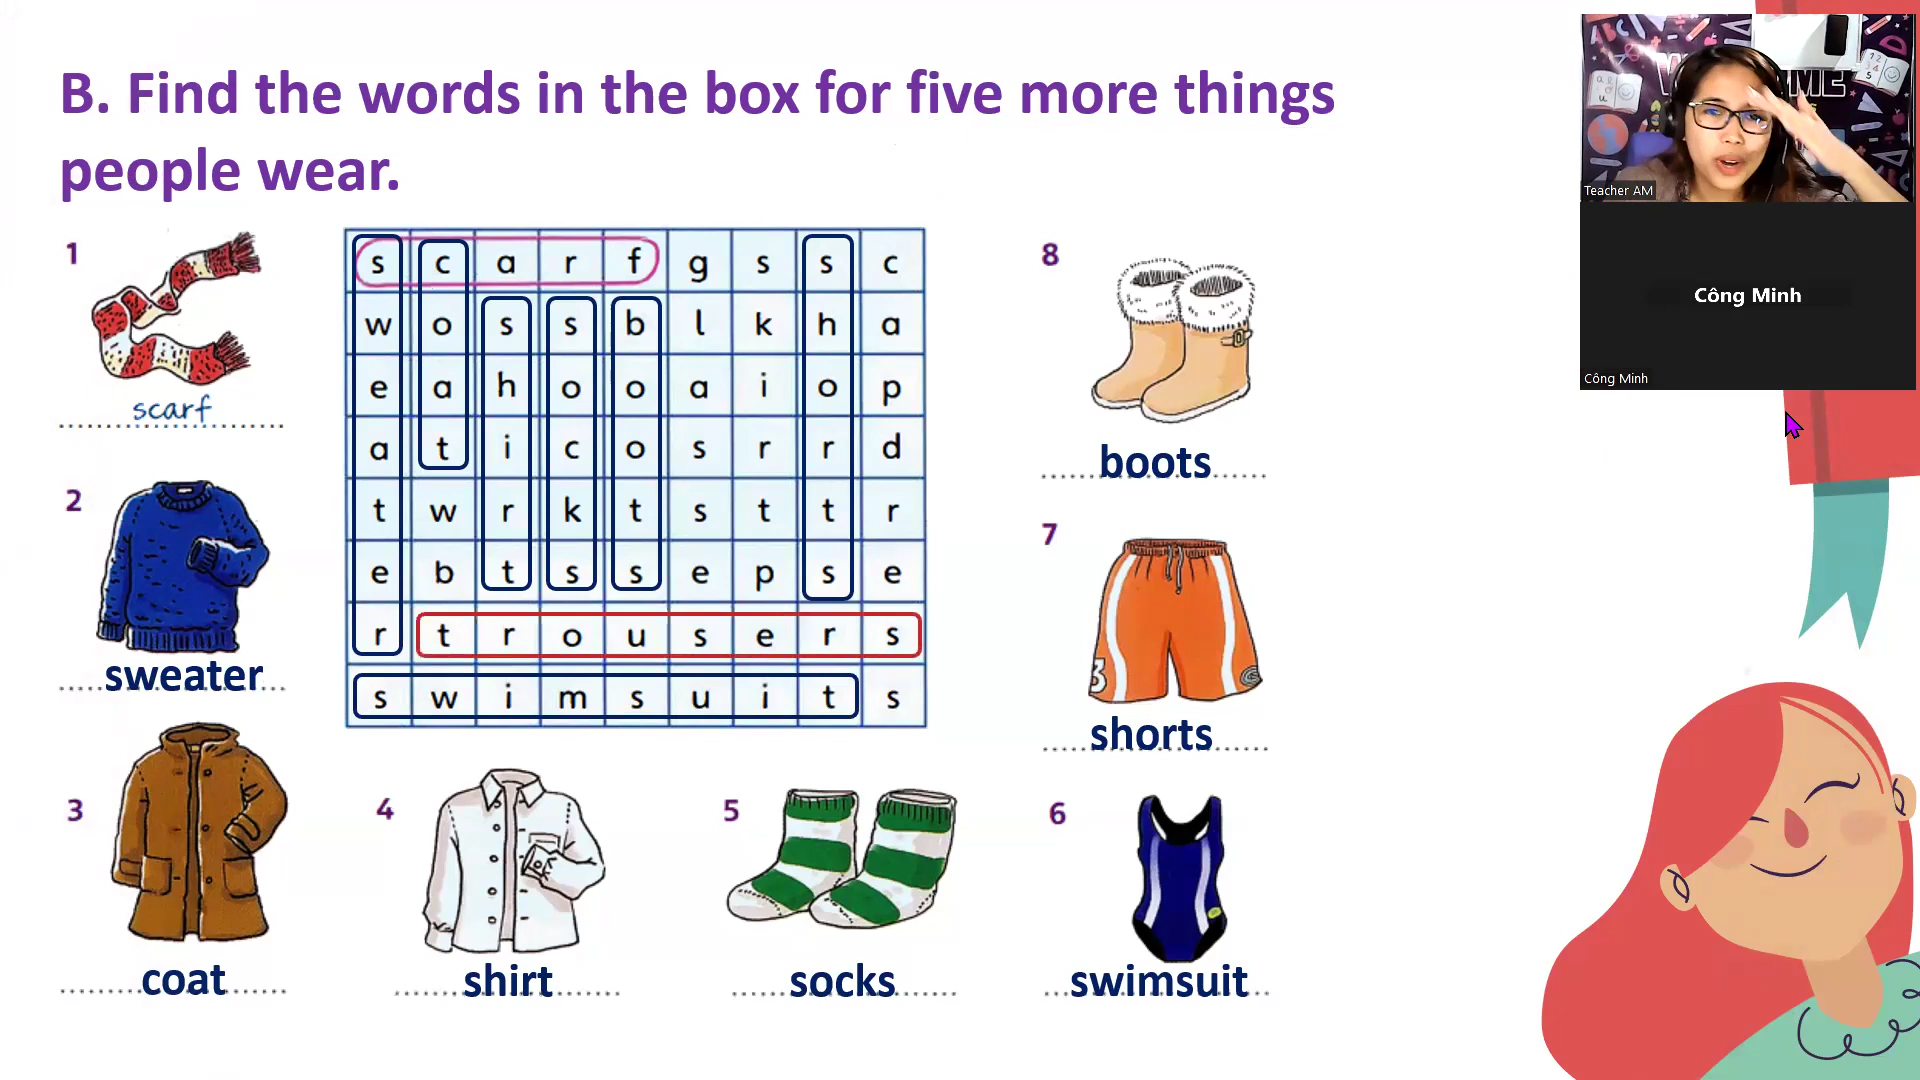 B. Find the words in the box for five more things
people wear.
1
scarf
2
sweater
3
coat
4
shirt
5
socks
6
swimsuit
7
shorts
8
boots
s c a r f g s s c
w o s s b l k h a
e a h o o a i o p
a t i c o s r r d
t w r k t s t t r
e b t s s e p s e
r t r o u s e r s
s w i m s u i t s
Teacher AM
Công Minh
Công Minh